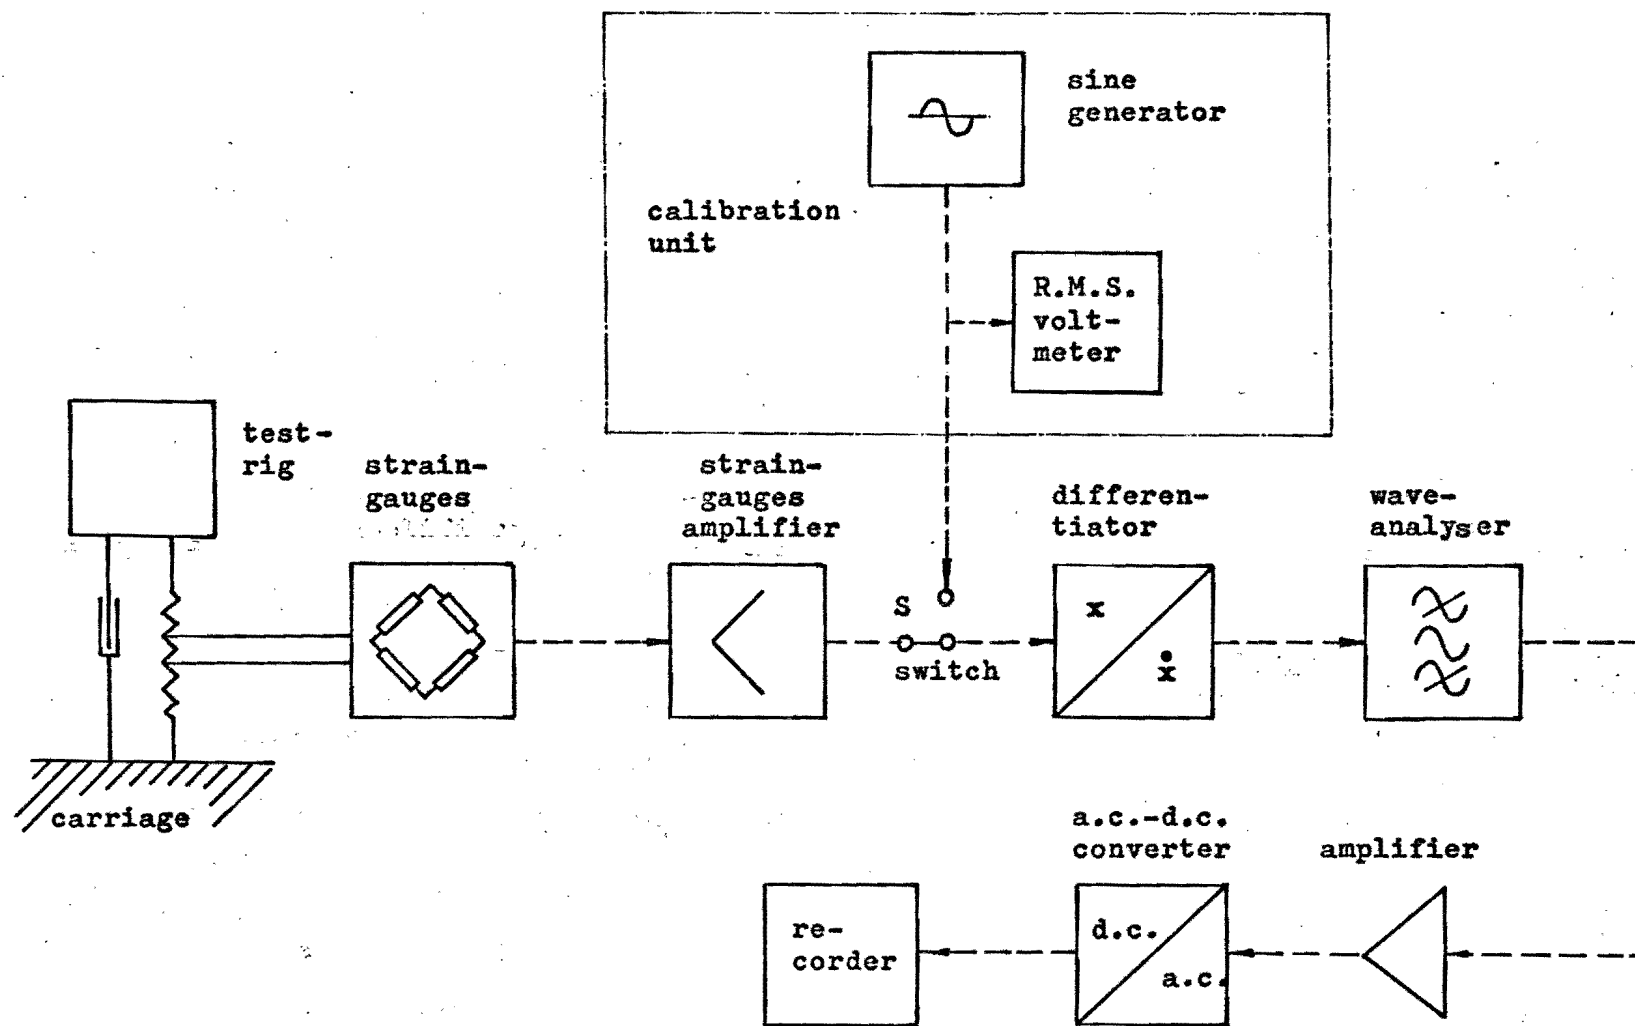 sine
generator
calibration
unit
R.M.S.
volt-
meter
test-
rig
strain-
gauges
strain-
gauges
amplifier
differen-
tiator
wave-
analyser
S
switch
x
ẋ
carriage
a.c.-d.c.
converter
amplifier
re-
corder
d.c.
a.c.